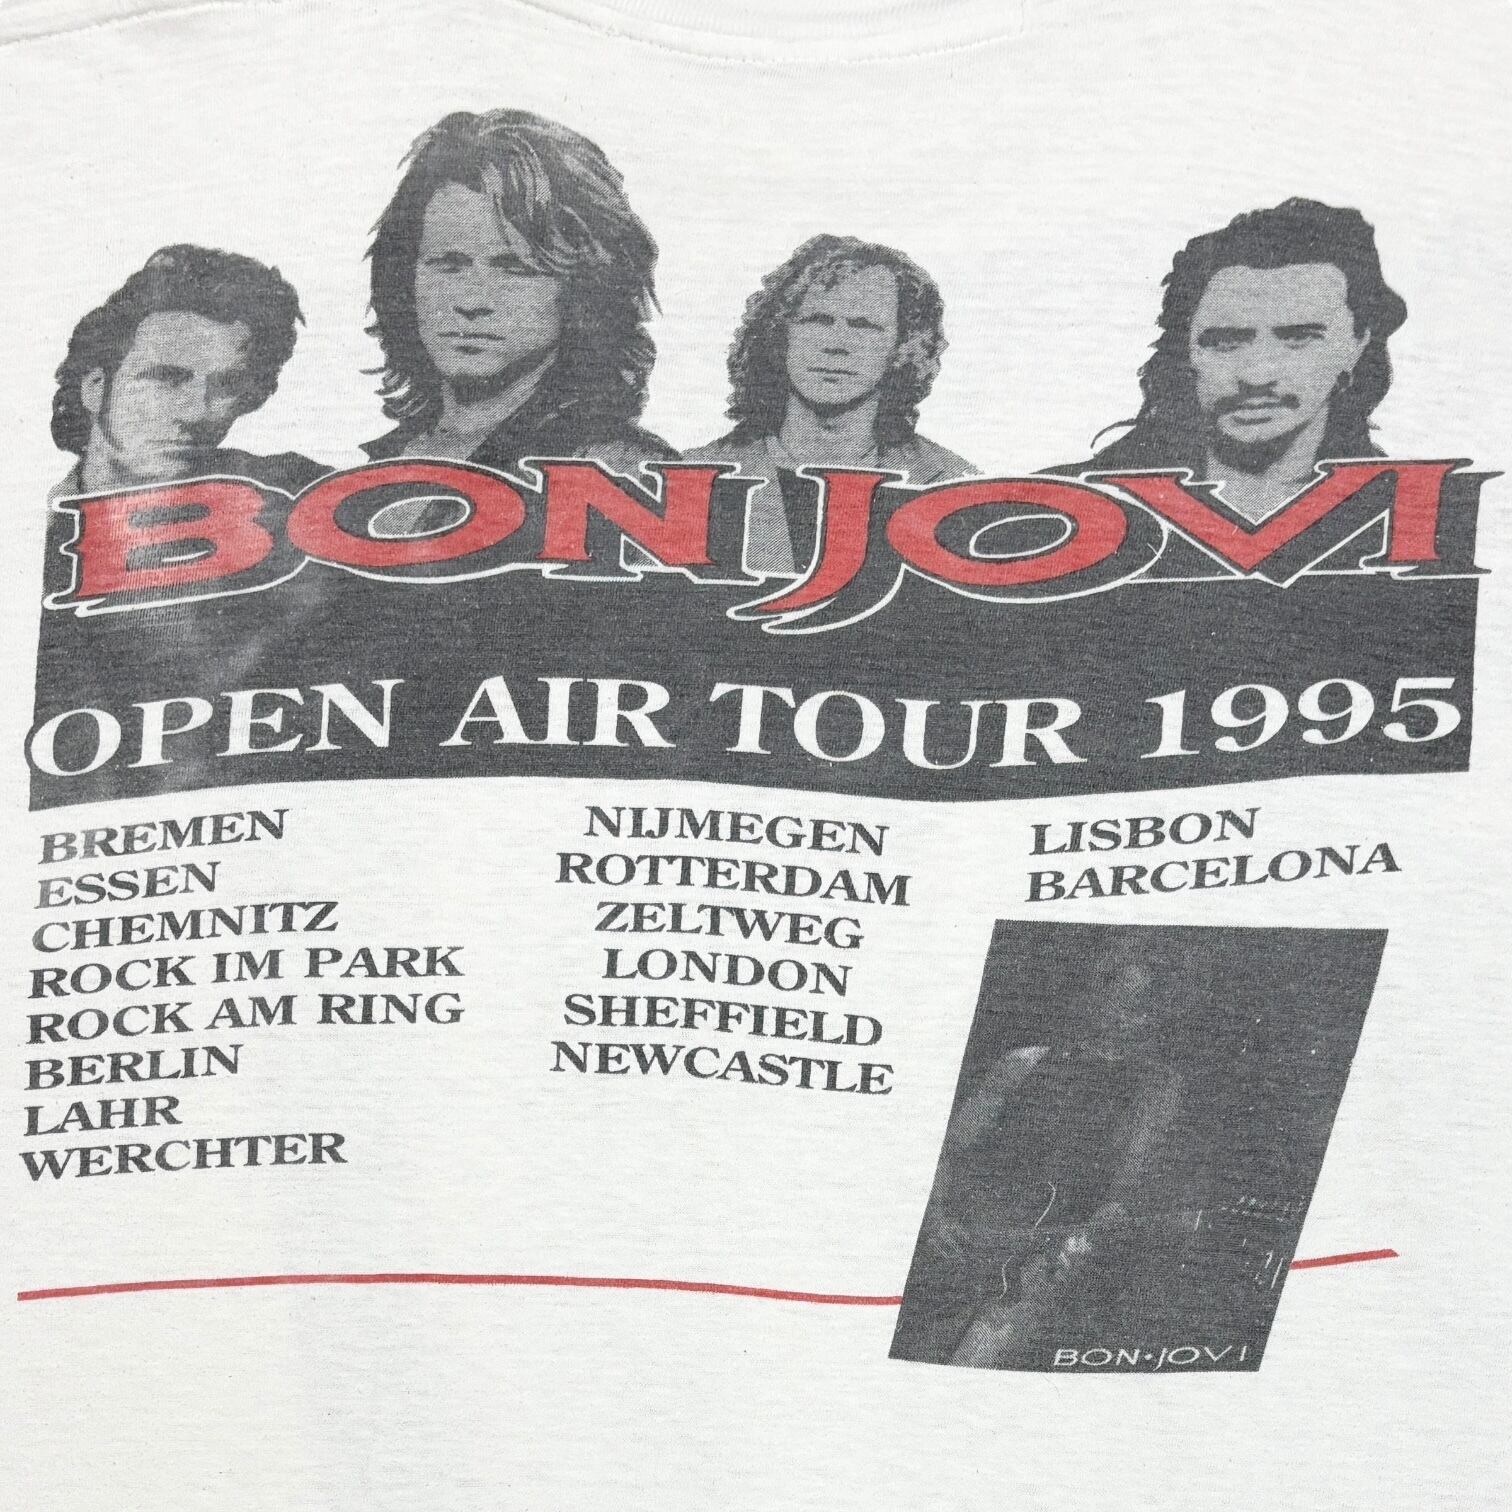 BON JOVI
OPEN AIR TOUR 1995
BREMEN
ESSEN
CHEMNITZ
ROCK IM PARK
ROCK AM RING
BERLIN
LAHR
WERCHTER
NIJMEGEN
ROTTERDAM
ZELTWEG
LONDON
SHEFFIELD
NEWCASTLE
LISBON
BARCELONA
BON•JOVI